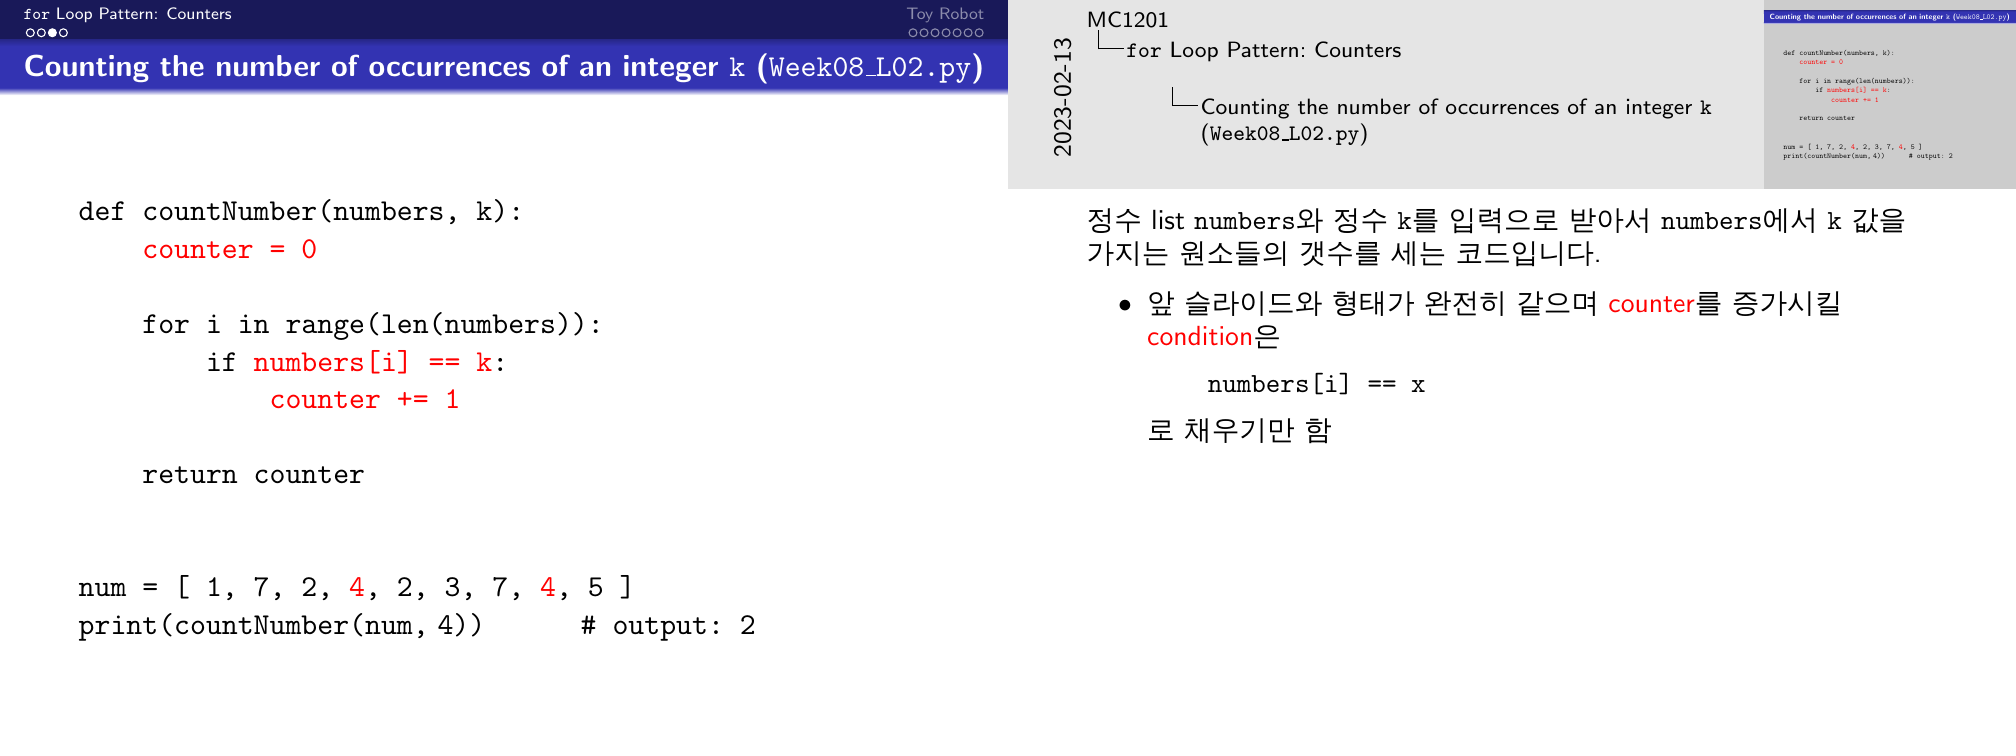 for Loop Pattern: Counters
Toy Robot
Counting the number of occurrences of an integer k (Week08_L02.py)
def countNumber(numbers, k):
counter = 0
for i in range(len(numbers)):
if numbers[i] == k:
counter += 1
return counter
num = [ 1, 7, 2, 4, 2, 3, 7, 4, 5 ]
print(countNumber(num, 4)) # output: 2
2023-02-13
MC1201
for Loop Pattern: Counters
Counting the number of occurrences of an integer k
(Week08_L02.py)
Counting the number of occurrences of an integer k (Week08_L02.py)
def countNumber(numbers, k):
counter = 0
for i in range(len(numbers)):
if numbers[i] == k:
counter += 1
return counter
num = [ 1, 7, 2, 4, 2, 3, 7, 4, 5 ]
print(countNumber(num, 4)) # output: 2
정수 list numbers와 정수 k를 입력으로 받아서 numbers에서 k 값을
가지는 원소들의 갯수를 세는 코드입니다.
• 앞 슬라이드와 형태가 완전히 같으며 counter를 증가시킬
condition은
numbers[i] == x
로 채우기만 함